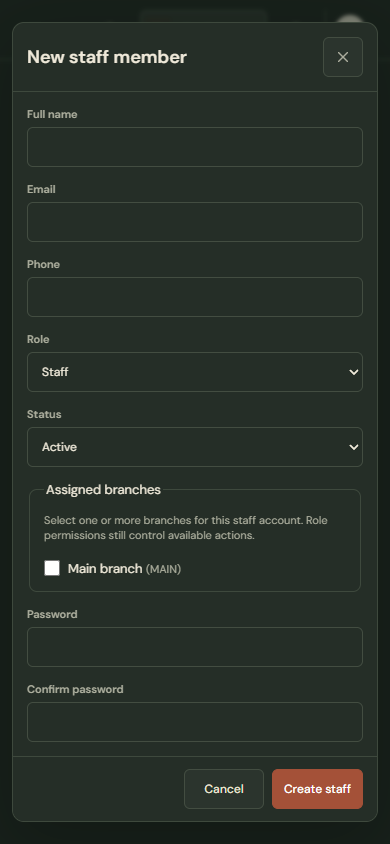 New staff member
Full name
Email
Phone
Role
Staff
Status
Active
Assigned branches
Select one or more branches for this staff account. Role
permissions still control available actions.
Main branch (MAIN)
Password
Confirm password
Cancel
Create staff